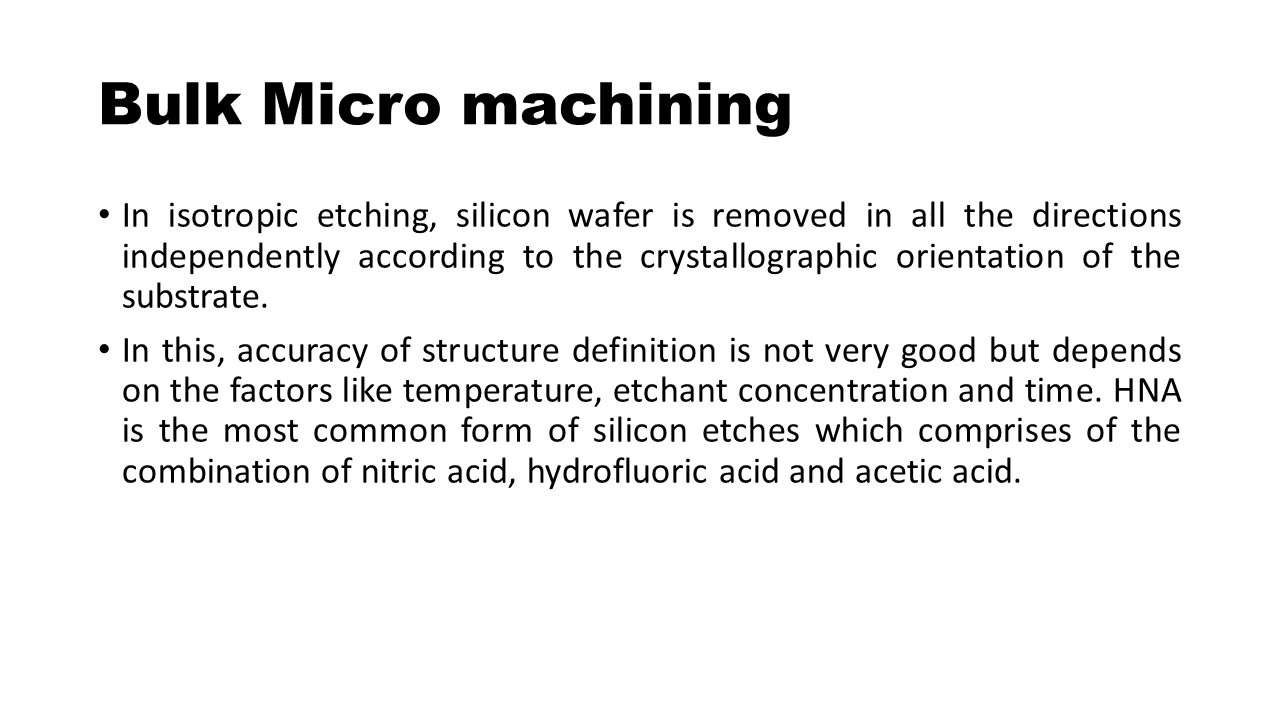 Bulk Micro machining
• In isotropic etching, silicon wafer is removed in all the directions
independently according to the crystallographic orientation of the
substrate.
• In this, accuracy of structure definition is not very good but depends
on the factors like temperature, etchant concentration and time. HNA
is the most common form of silicon etches which comprises of the
combination of nitric acid, hydrofluoric acid and acetic acid.